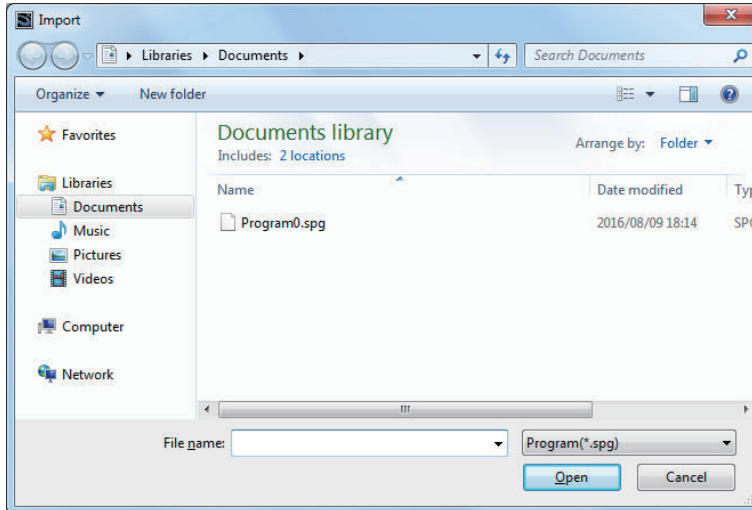 Import
Libraries Documents Search Documents
Organize New folder
Favorites
Libraries
Documents
Music
Pictures
Videos
Computer
Network
Documents library
Includes: 2 locations
Arrange by: Folder
Name Date modified Typ
Program0.spg 2016/08/09 18:14 SPG
File name: Program(*.spg)
Open Cancel